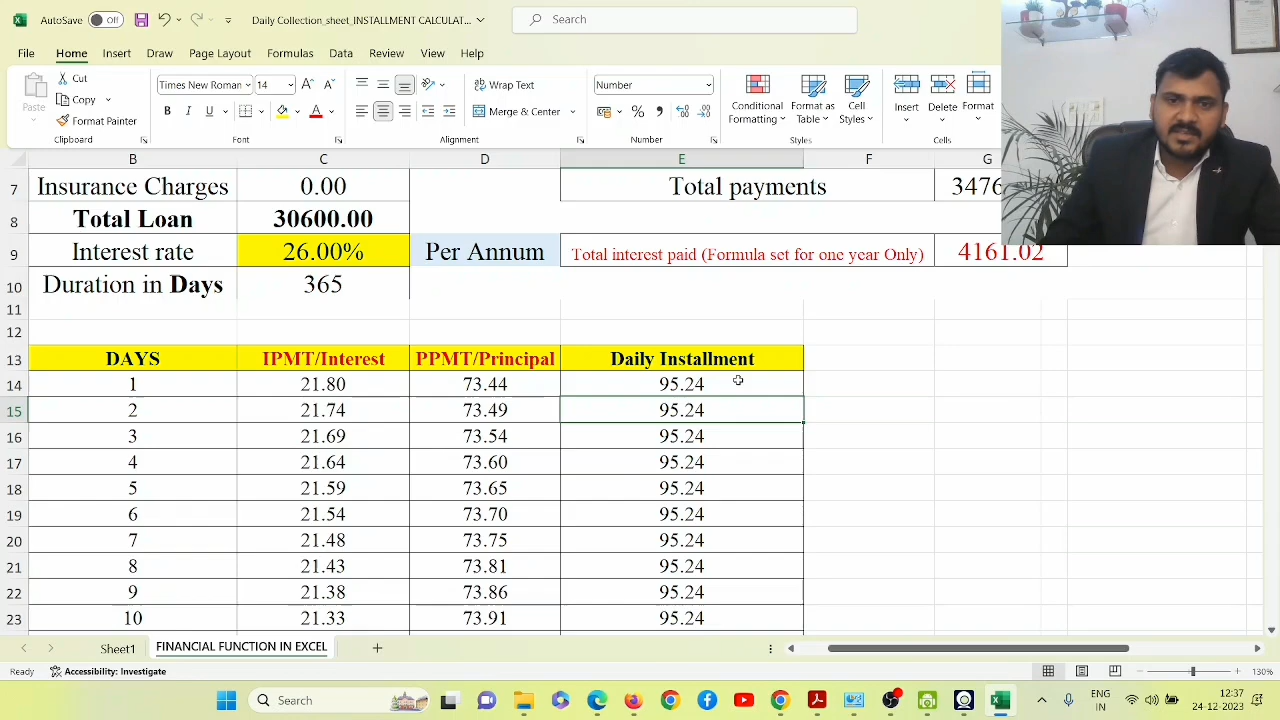 AutoSave Off Daily Collection_sheet_INSTALLMENT CALCULAT... Search
File Home Insert Draw Page Layout Formulas Data Review View Help
Paste Cut Copy Format Painter
Times New Roman 14
B I U
Wrap Text
Merge & Center
Number
Conditional Formatting Format as Table Cell Styles Insert Delete Format
Clipboard Font Alignment Number Styles Cells
B C D E F G
7 Insurance Charges 0.00 Total payments 3476
8 Total Loan 30600.00
9 Interest rate 26.00% Per Annum Total interest paid (Formula set for one year Only) 4161.02
10 Duration in Days 365
11
12
13 DAYS IPMT/Interest PPMT/Principal Daily Installment
14 1 21.80 73.44 95.24
15 2 21.74 73.49 95.24
16 3 21.69 73.54 95.24
17 4 21.64 73.60 95.24
18 5 21.59 73.65 95.24
19 6 21.54 73.70 95.24
20 7 21.48 73.75 95.24
21 8 21.43 73.81 95.24
22 9 21.38 73.86 95.24
23 10 21.33 73.91 95.24
Sheet1 FINANCIAL FUNCTION IN EXCEL
Ready Accessibility: Investigate 130%
Search ENG IN 12:37 24-12-2023